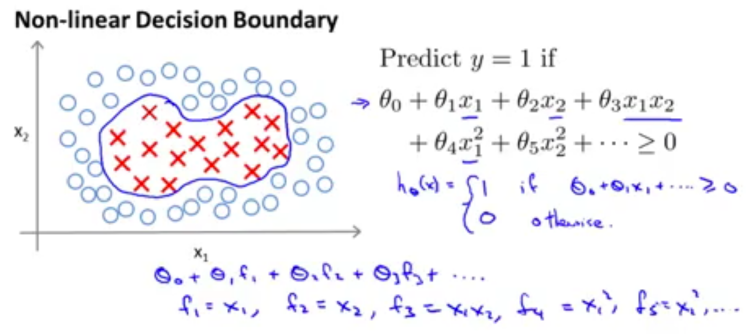 Non-linear Decision Boundary
x₂
x₁
Predict y = 1 if
→ θ₀ + θ₁x₁ + θ₂x₂ + θ₃x₁x₂
+ θ₄x₁² + θ₅x₂² + ⋯ ≥ 0
h_θ(x) = { 1 if θ₀+θ₁x₁+⋯ ≥ 0
0 otherwise.
θ₀ + θ₁f₁ + θ₂f₂ + θ₃f₃ + ....
f₁ = x₁, f₂ = x₂, f₃ = x₁x₂, f₄ = x₁², f₅ = x₂², ...